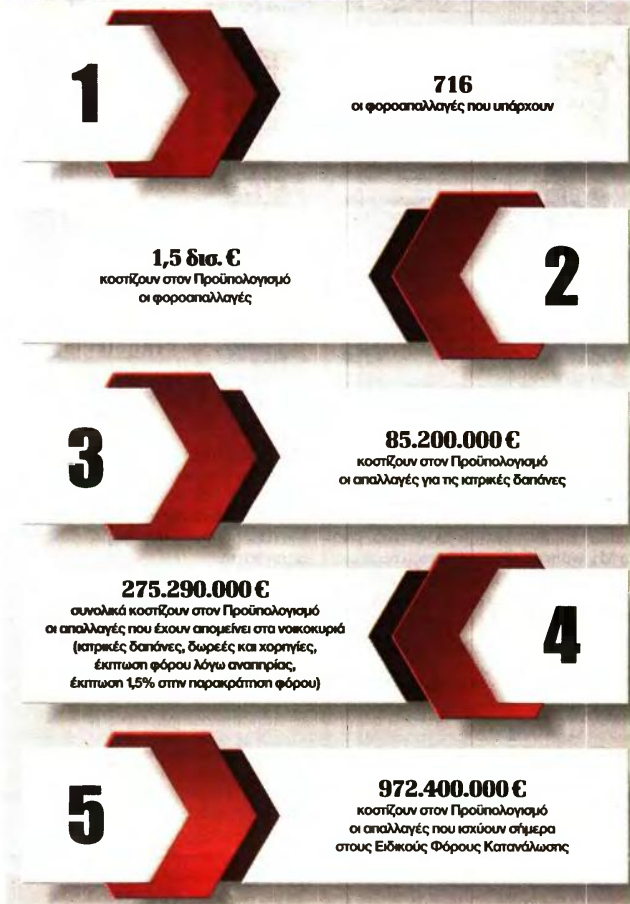 1
716
οι φοροαπαλλαγές που υπάρχουν
1,5 δισ. €
κοστίζουν στον Προϋπολογισμό
οι φοροαπαλλαγές
2
3
85.200.000 €
κοστίζουν στον Προϋπολογισμό
οι απαλλαγές για τις ιατρικές δαπάνες
275.290.000 €
συνολικά κοστίζουν στον Προϋπολογισμό
οι απαλλαγές που έχουν απομείνει στα νοικοκυριά
(ιατρικές δαπάνες, δωρεές και χορηγίες,
έκπτωση φόρου λόγω αναπηρίας,
έκπτωση 1,5% στην παρακράτηση φόρου)
4
5
972.400.000 €
κοστίζουν στον Προϋπολογισμό
οι απαλλαγές που ισχύουν σήμερα
στους Ειδικούς Φόρους Κατανάλωσης